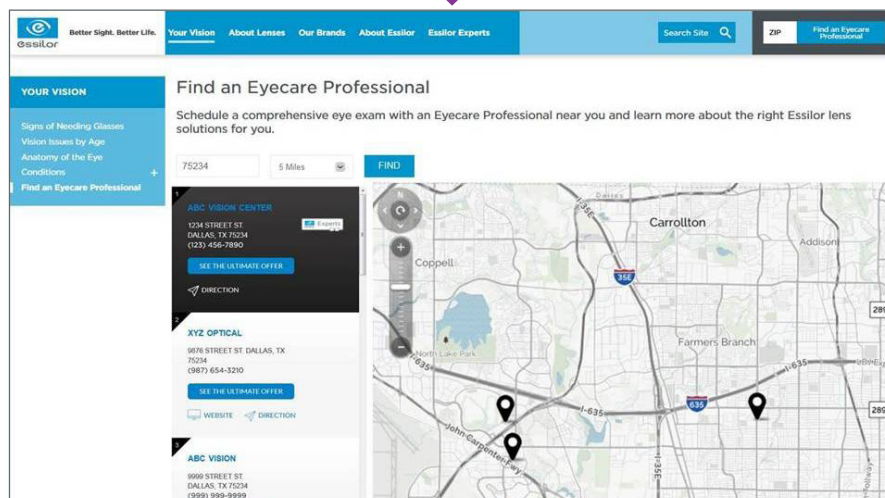 essilor
Better Sight. Better Life.
Your Vision
About Lenses
Our Brands
About Essilor
Essilor Experts
Search Site
ZIP
Find an Eyecare
Professional
YOUR VISION
Signs of Needing Glasses
Vision Issues by Age
Anatomy of the Eye
Conditions +
Find an Eyecare Professional
Find an Eyecare Professional
Schedule a comprehensive eye exam with an Eyecare Professional near you and learn more about the right Essilor lens
solutions for you.
75234
5 Miles
FIND
1
ABC VISION CENTER
1234 STREET ST.
DALLAS, TX 75234
(123) 456-7890
Experts
SEE THE ULTIMATE OFFER
DIRECTION
2
XYZ OPTICAL
9876 STREET ST. DALLAS, TX
75234
(987) 654-3210
SEE THE ULTIMATE OFFER
WEBSITE
DIRECTION
3
ABC VISION
9999 STREET ST.
DALLAS, TX 75234
(999) 999-9999
N
Carrollton
Addison
Coppell
I-35E
35E
Farmers Branch
North Lake Park
I-635
I-635
635
I-635
289
289
John Carpenter Fwy
I-35E